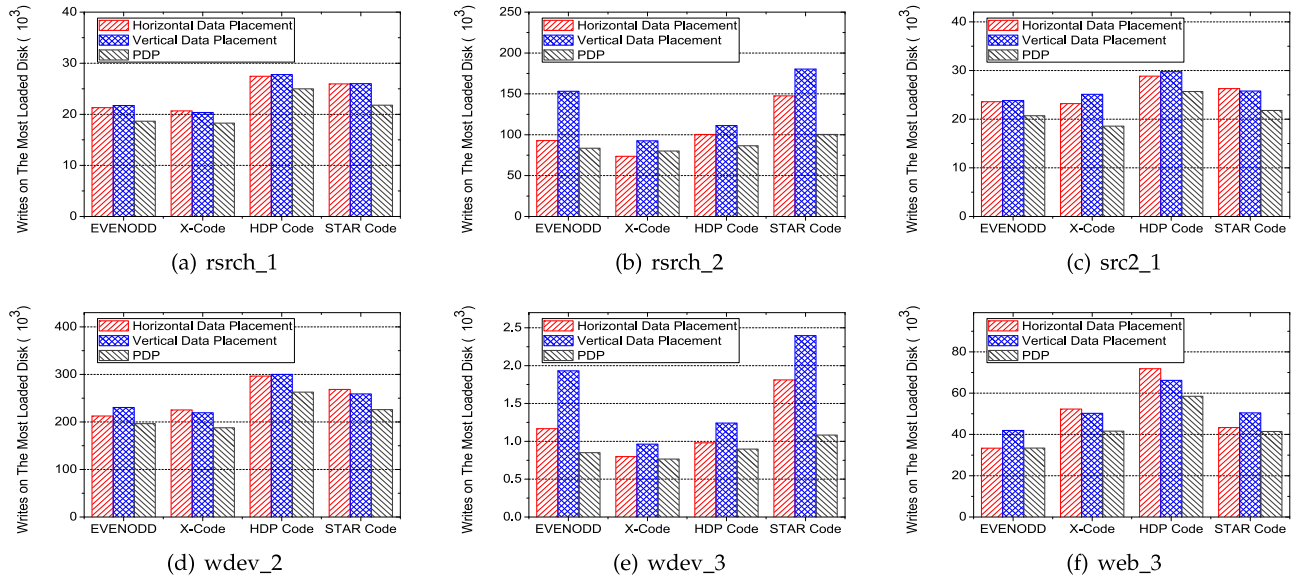 Writes on The Most Loaded Disk ( 10^3)
40
30
20
10
0
Horizontal Data Placement
Vertical Data Placement
PDP
EVENODD X-Code HDP Code STAR Code
(a) rsrch_1
Writes on The Most Loaded Disk ( 10^3)
250
200
150
100
50
0
Horizontal Data Placement
Vertical Data Placement
PDP
EVENODD X-Code HDP Code STAR Code
(b) rsrch_2
Writes on The Most Loaded Disk ( 10^3)
40
30
20
10
0
Horizontal Data Placement
Vertical Data Placement
PDP
EVENODD X-Code HDP Code STAR Code
(c) src2_1
Writes on The Most Loaded Disk ( 10^3)
400
300
200
100
0
Horizontal Data Placement
Vertical Data Placement
PDP
EVENODD X-Code HDP Code STAR Code
(d) wdev_2
Writes on The Most Loaded Disk ( 10^3)
2.5
2.0
1.5
1.0
0.5
0.0
Horizontal Data Placement
Vertical Data Placement
PDP
EVENODD X-Code HDP Code STAR Code
(e) wdev_3
Writes on The Most Loaded Disk ( 10^3)
80
60
40
20
0
Horizontal Data Placement
Vertical Data Placement
PDP
EVENODD X-Code HDP Code STAR Code
(f) web_3